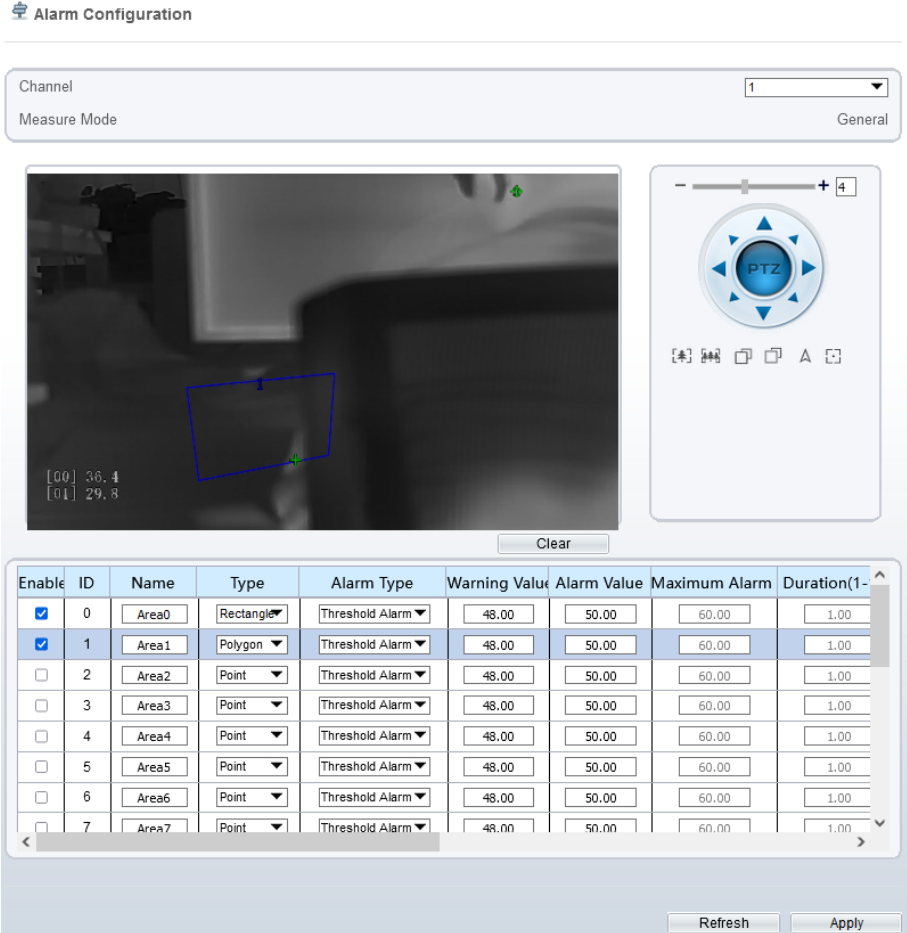 Alarm Configuration
Channel 1
Measure Mode General
4
PTZ
1
[00] 36.4
[01] 29.8
Clear
Enable ID Name Type Alarm Type Warning Value Alarm Value Maximum Alarm Duration(1-
0 Area0 Rectangle Threshold Alarm 48.00 50.00 60.00 1.00
1 Area1 Polygon Threshold Alarm 48.00 50.00 60.00 1.00
2 Area2 Point Threshold Alarm 48.00 50.00 60.00 1.00
3 Area3 Point Threshold Alarm 48.00 50.00 60.00 1.00
4 Area4 Point Threshold Alarm 48.00 50.00 60.00 1.00
5 Area5 Point Threshold Alarm 48.00 50.00 60.00 1.00
6 Area6 Point Threshold Alarm 48.00 50.00 60.00 1.00
7 Area7 Point Threshold Alarm 48.00 50.00 60.00 1.00
Refresh Apply